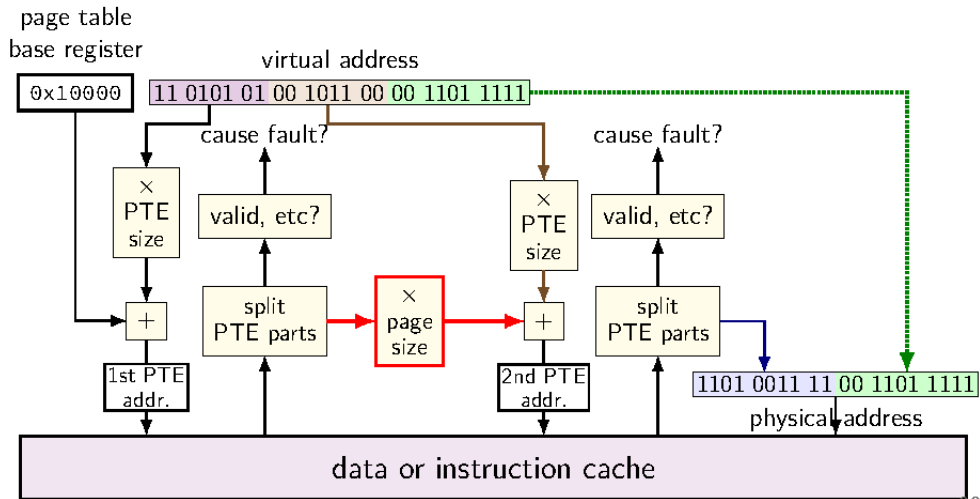 page table
base register
0x10000
virtual address
11 0101 01 00 1011 00 00 1101 1111
cause fault?
cause fault?
×
PTE
size
valid, etc?
×
PTE
size
valid, etc?
+
split
PTE parts
×
page
size
+
split
PTE parts
1st PTE
addr.
2nd PTE
addr.
1101 0011 11 00 1101 1111
physical address
data or instruction cache